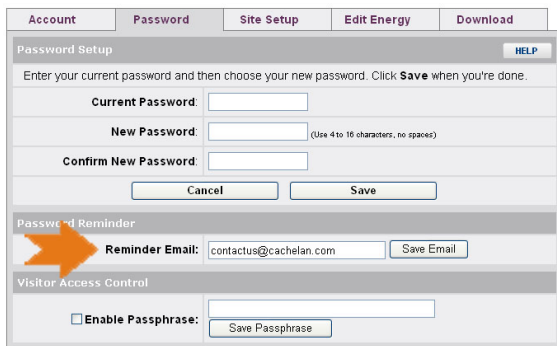 Account Password Site Setup Edit Energy Download
Password Setup HELP
Enter your current password and then choose your new password. Click Save when you're done.
Current Password:
New Password: (Use 4 to 16 characters, no spaces)
Confirm New Password:
Cancel Save
Password Reminder
Reminder Email: contactus@cachelan.com Save Email
Visitor Access Control
Enable Passphrase:
Save Passphrase